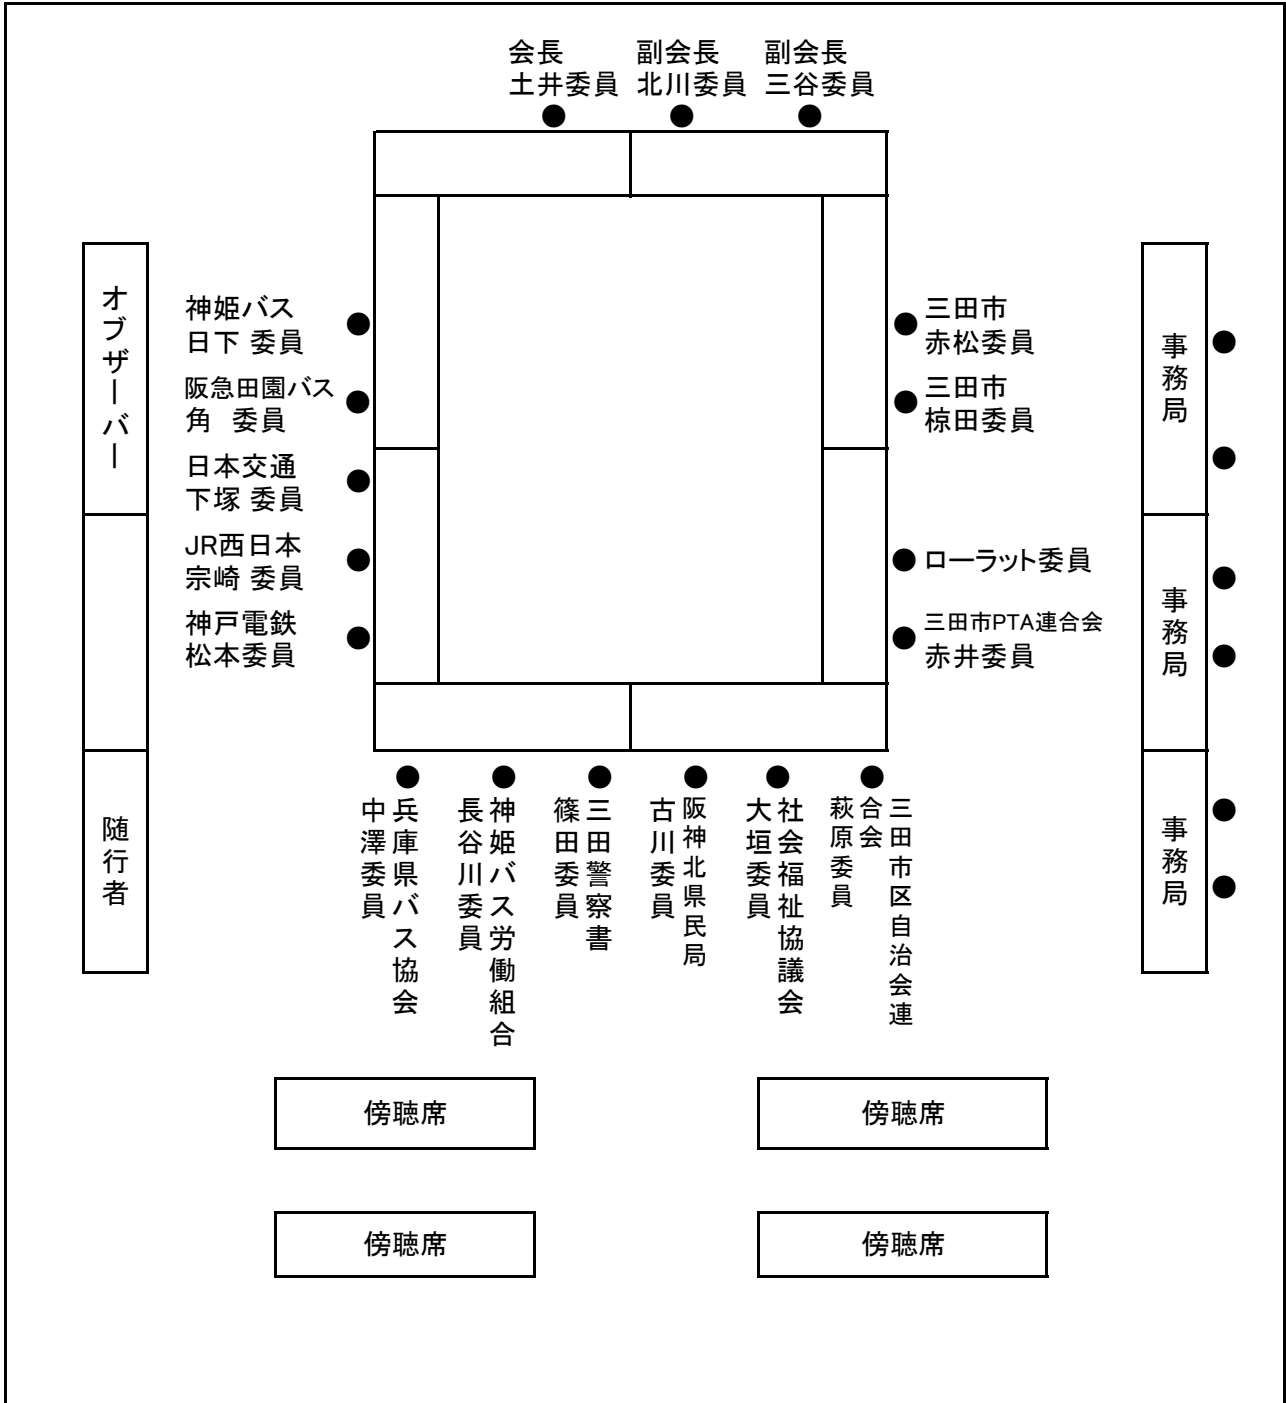 会長
土井委員
副会長
北川委員
副会長
三谷委員
オブザーバー
神姫バス
日下 委員
阪急田園バス
角 委員
日本交通
下塚 委員
JR西日本
宗崎 委員
神戸電鉄
松本委員
三田市
赤松委員
三田市
椋田委員
ローラット委員
三田市PTA連合会
赤井委員
事務局
事務局
事務局
随行者
兵庫県バス協会
中澤委員
神姫バス労働組合
長谷川委員
三田警察書
篠田委員
阪神北県民局
古川委員
社会福祉協議会
大垣委員
三田市区自治会連
合会
萩原委員
傍聴席
傍聴席
傍聴席
傍聴席